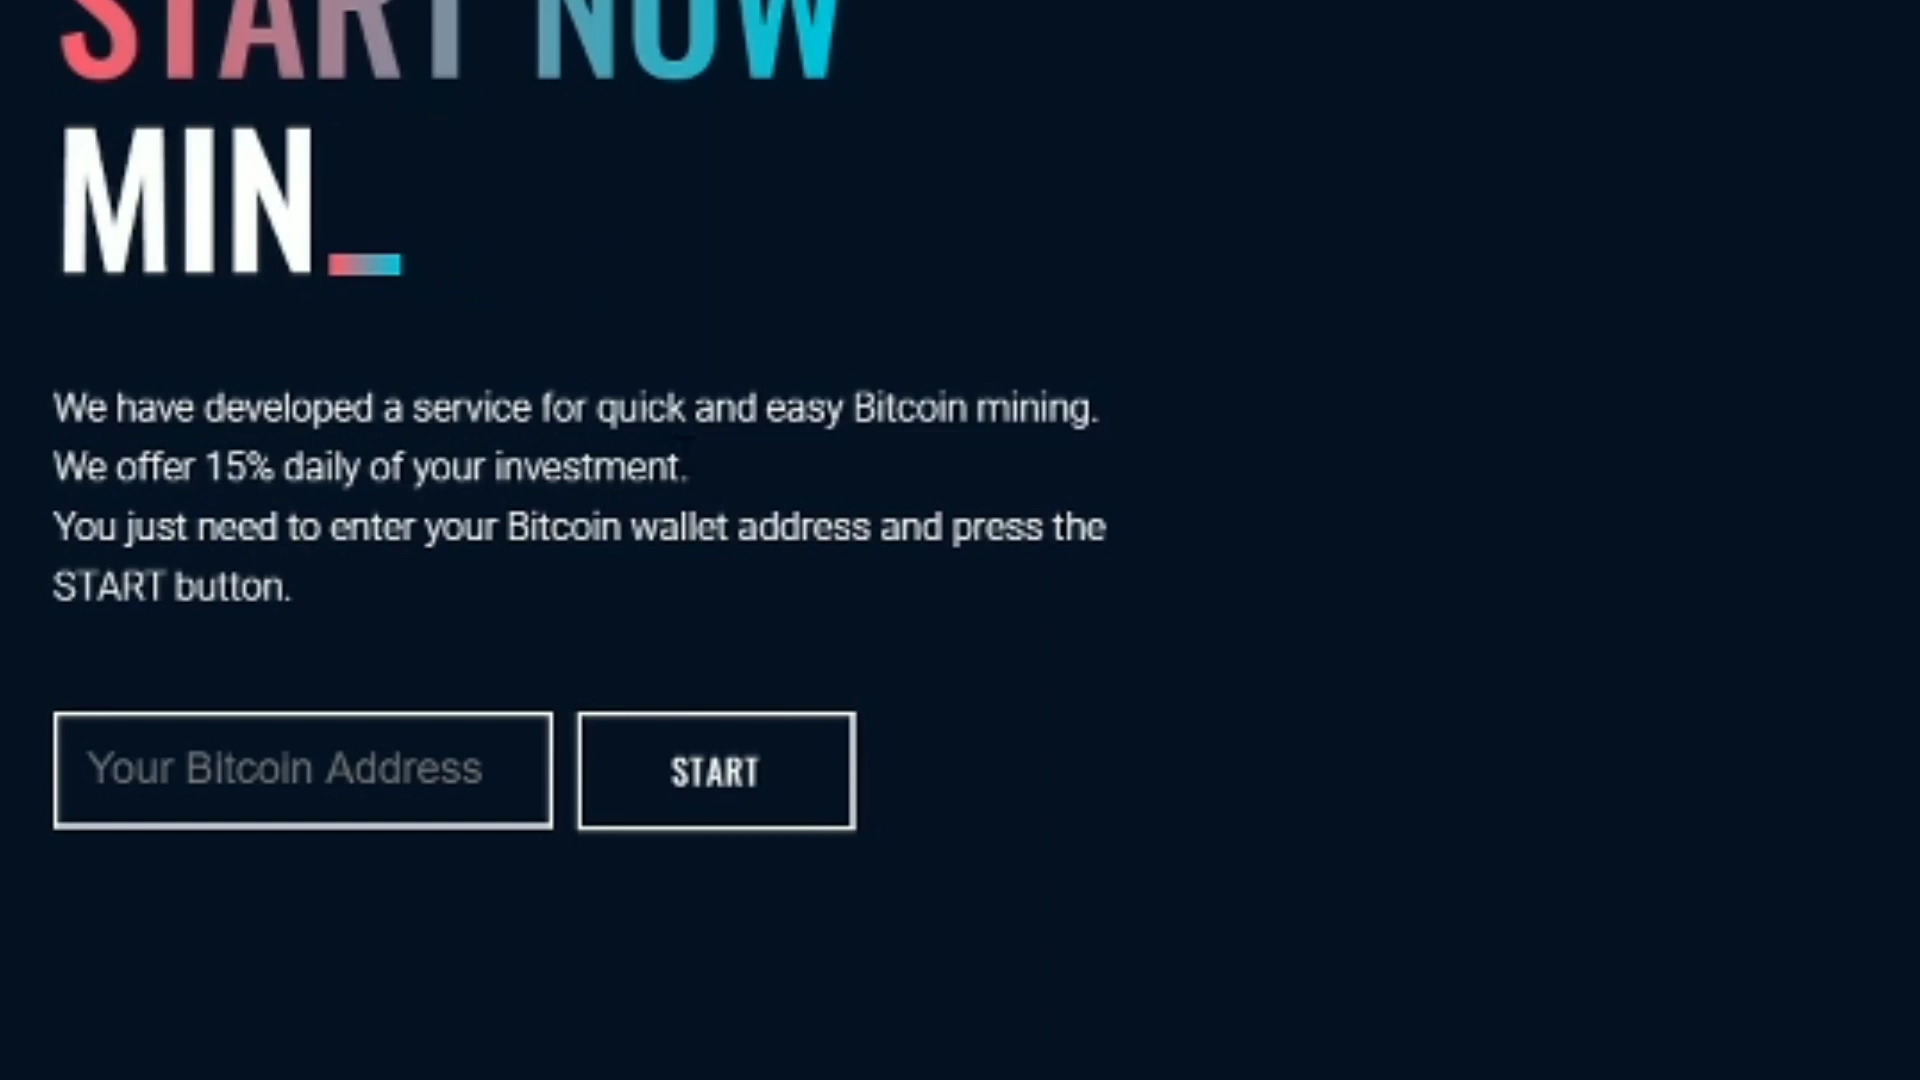 START NOW
MIN_
We have developed a service for quick and easy Bitcoin mining.
We offer 15% daily of your investment.
You just need to enter your Bitcoin wallet address and press the
START button.
Your Bitcoin Address
START